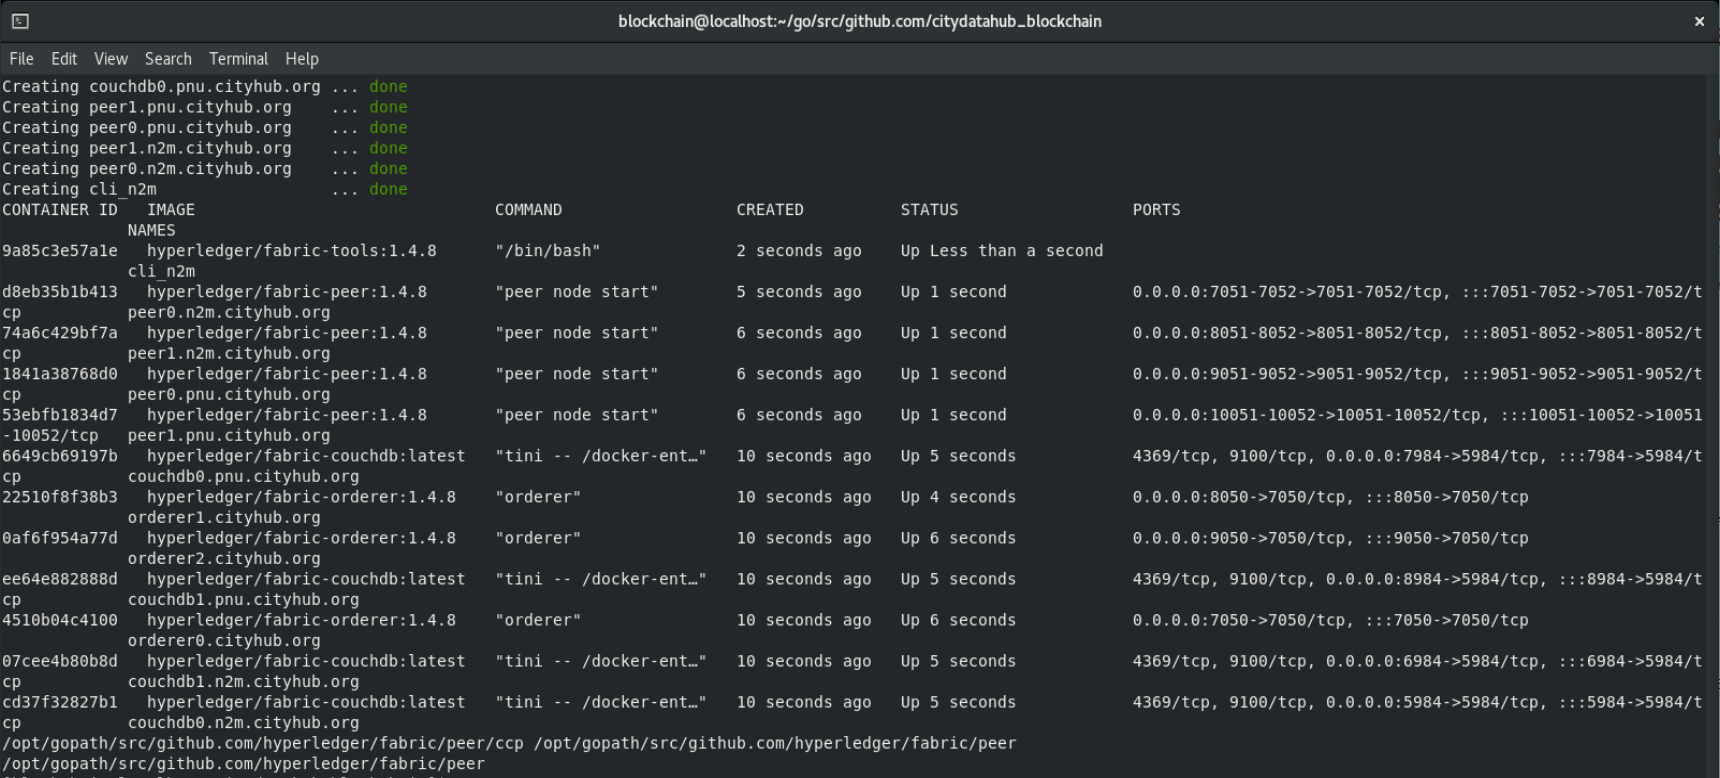 blockchain@localhost:~/go/src/github.com/citydatahub_blockchain ×
File Edit View Search Terminal Help
Creating couchdb0.pnu.cityhub.org ... done
Creating peer1.pnu.cityhub.org    ... done
Creating peer0.pnu.cityhub.org    ... done
Creating peer1.n2m.cityhub.org    ... done
Creating peer0.n2m.cityhub.org    ... done
Creating cli_n2m                  ... done
CONTAINER ID   IMAGE                               COMMAND                  CREATED          STATUS                  PORTS
             NAMES
9a85c3e57a1e   hyperledger/fabric-tools:1.4.8      "/bin/bash"              2 seconds ago    Up Less than a second
             cli_n2m
d8eb35b1b413   hyperledger/fabric-peer:1.4.8       "peer node start"        5 seconds ago    Up 1 second             0.0.0.0:7051-7052->7051-7052/tcp, :::7051-7052->7051-7052/t
cp           peer0.n2m.cityhub.org
74a6c429bf7a   hyperledger/fabric-peer:1.4.8       "peer node start"        6 seconds ago    Up 1 second             0.0.0.0:8051-8052->8051-8052/tcp, :::8051-8052->8051-8052/t
cp           peer1.n2m.cityhub.org
1841a38768d0   hyperledger/fabric-peer:1.4.8       "peer node start"        6 seconds ago    Up 1 second             0.0.0.0:9051-9052->9051-9052/tcp, :::9051-9052->9051-9052/t
cp           peer0.pnu.cityhub.org
53ebfb1834d7   hyperledger/fabric-peer:1.4.8       "peer node start"        6 seconds ago    Up 1 second             0.0.0.0:10051-10052->10051-10052/tcp, :::10051-10052->10051
-10052/tcp   peer1.pnu.cityhub.org
6649cb69197b   hyperledger/fabric-couchdb:latest   "tini -- /docker-ent…"   10 seconds ago   Up 5 seconds            4369/tcp, 9100/tcp, 0.0.0.0:7984->5984/tcp, :::7984->5984/t
cp           couchdb0.pnu.cityhub.org
22510f8f38b3   hyperledger/fabric-orderer:1.4.8    "orderer"                10 seconds ago   Up 4 seconds            0.0.0.0:8050->7050/tcp, :::8050->7050/tcp
             orderer1.cityhub.org
0af6f954a77d   hyperledger/fabric-orderer:1.4.8    "orderer"                10 seconds ago   Up 6 seconds            0.0.0.0:9050->7050/tcp, :::9050->7050/tcp
             orderer2.cityhub.org
ee64e882888d   hyperledger/fabric-couchdb:latest   "tini -- /docker-ent…"   10 seconds ago   Up 5 seconds            4369/tcp, 9100/tcp, 0.0.0.0:8984->5984/tcp, :::8984->5984/t
cp           couchdb1.pnu.cityhub.org
4510b04c4100   hyperledger/fabric-orderer:1.4.8    "orderer"                10 seconds ago   Up 6 seconds            0.0.0.0:7050->7050/tcp, :::7050->7050/tcp
             orderer0.cityhub.org
07cee4b80b8d   hyperledger/fabric-couchdb:latest   "tini -- /docker-ent…"   10 seconds ago   Up 5 seconds            4369/tcp, 9100/tcp, 0.0.0.0:6984->5984/tcp, :::6984->5984/t
cp           couchdb1.n2m.cityhub.org
cd37f32827b1   hyperledger/fabric-couchdb:latest   "tini -- /docker-ent…"   10 seconds ago   Up 5 seconds            4369/tcp, 9100/tcp, 0.0.0.0:5984->5984/tcp, :::5984->5984/t
cp           couchdb0.n2m.cityhub.org
/opt/gopath/src/github.com/hyperledger/fabric/peer/ccp /opt/gopath/src/github.com/hyperledger/fabric/peer
/opt/gopath/src/github.com/hyperledger/fabric/peer